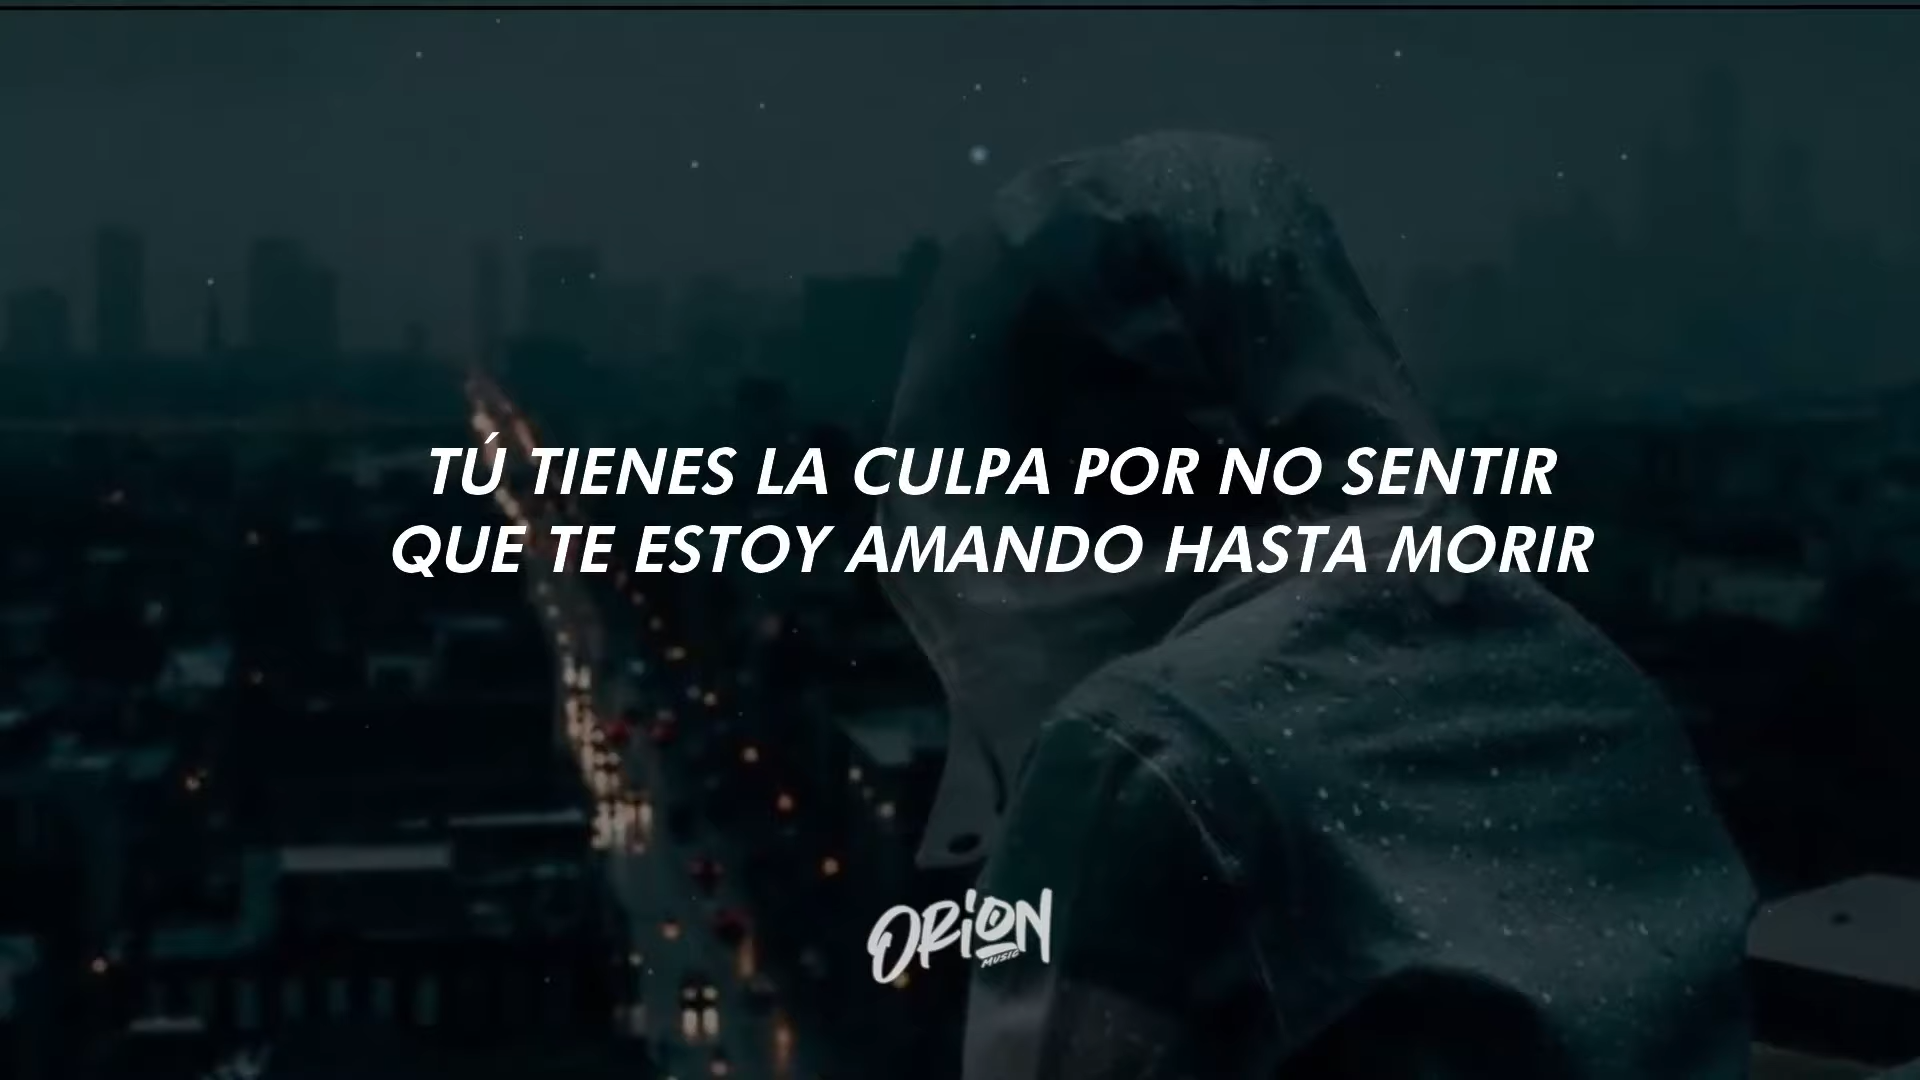 TÚ TIENES LA CULPA POR NO SENTIR
QUE TE ESTOY AMANDO HASTA MORIR
ORiON
MUSIC